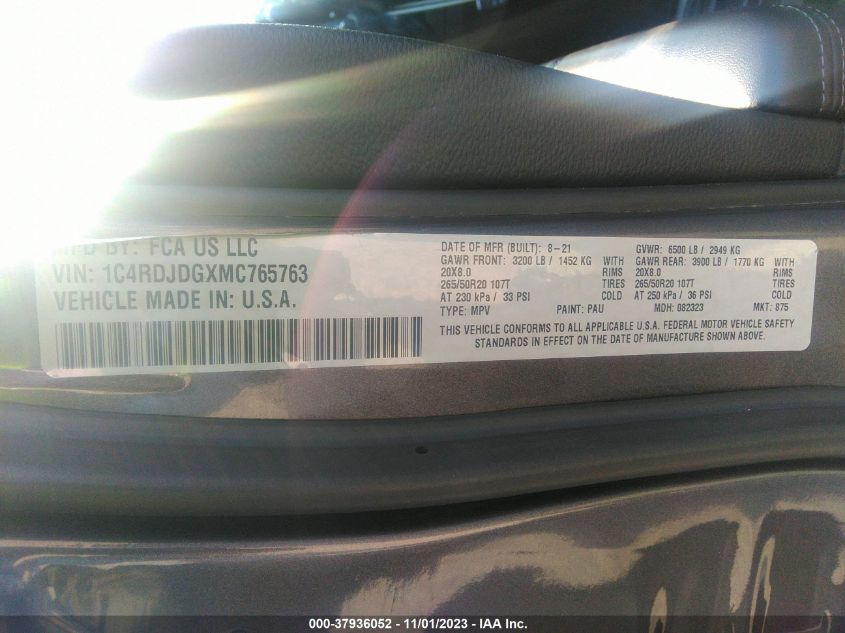 MFD BY: FCA US LLC
VIN: 1C4RDJDGXMC765763
VEHICLE MADE IN: U.S.A.
DATE OF MFR (BUILT): 8-21 GVWR: 6500 LB / 2949 KG
GAWR FRONT: 3200 LB / 1452 KG WITH GAWR REAR: 3900 LB / 1770 KG WITH
20X8.0 RIMS 20X8.0 RIMS
265/50R20 107T TIRES 265/50R20 107T TIRES
AT 230 kPa / 33 PSI COLD AT 250 kPa / 36 PSI COLD
TYPE: MPV PAINT: PAU MDH: 082323 MKT: 875
THIS VEHICLE CONFORMS TO ALL APPLICABLE U.S.A. FEDERAL MOTOR VEHICLE SAFETY
STANDARDS IN EFFECT ON THE DATE OF MANUFACTURE SHOWN ABOVE.
000-37936052 - 11/01/2023 - IAA Inc.